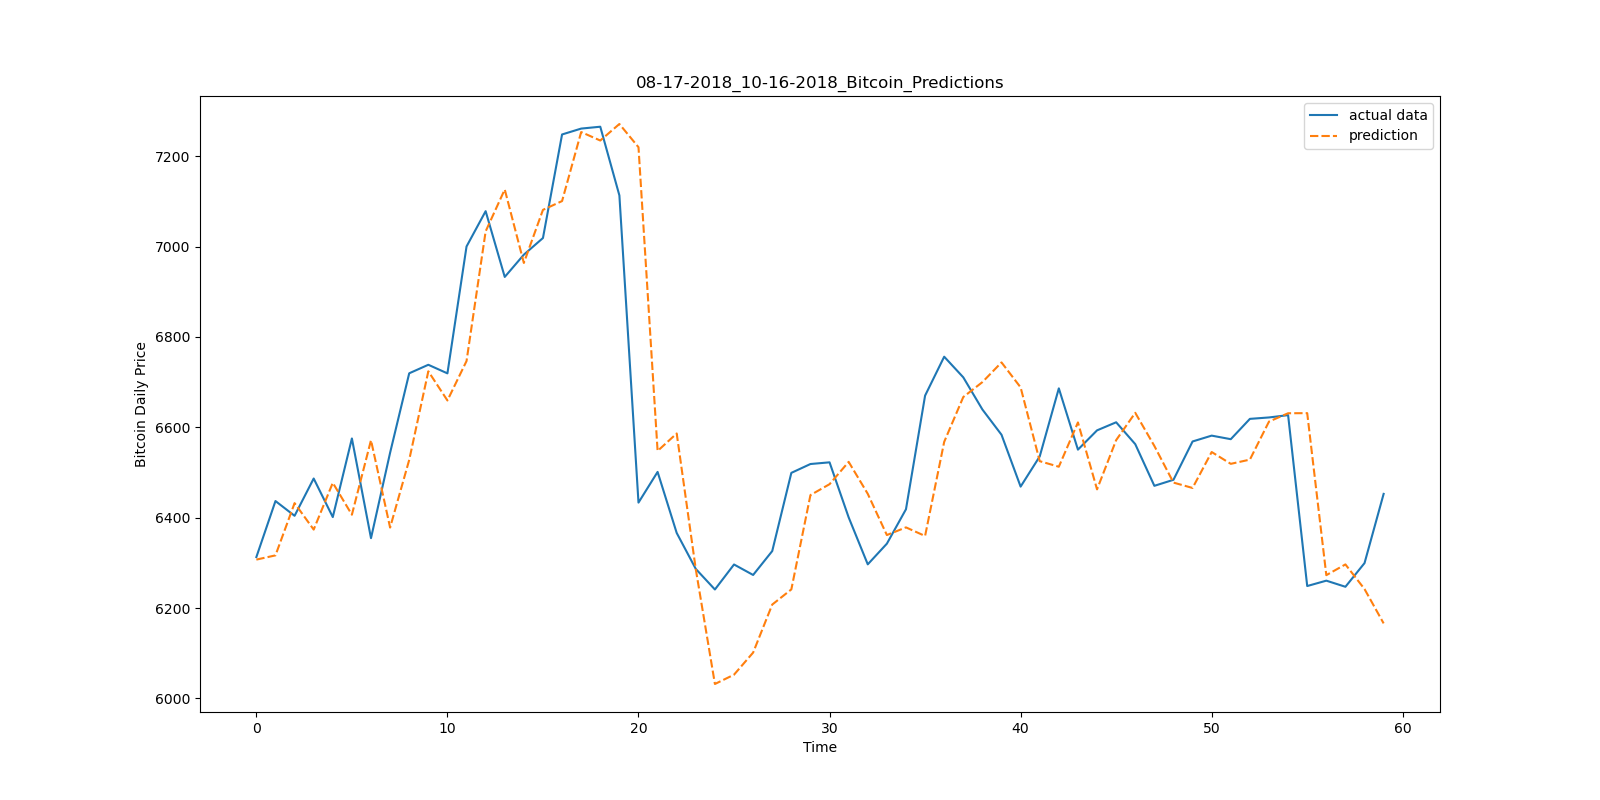 08-17-2018_10-16-2018_Bitcoin_Predictions
actual data
prediction
Bitcoin Daily Price
7200
7000
6800
6600
6400
6200
6000
0 10 20 30 40 50 60
Time